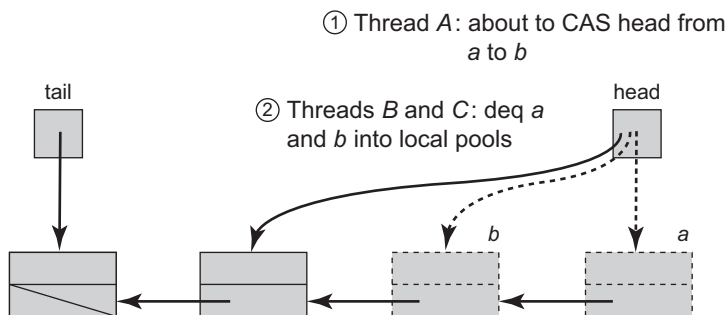 ① Thread A: about to CAS head from
a to b
tail
head
② Threads B and C: deq a
and b into local pools
b
a